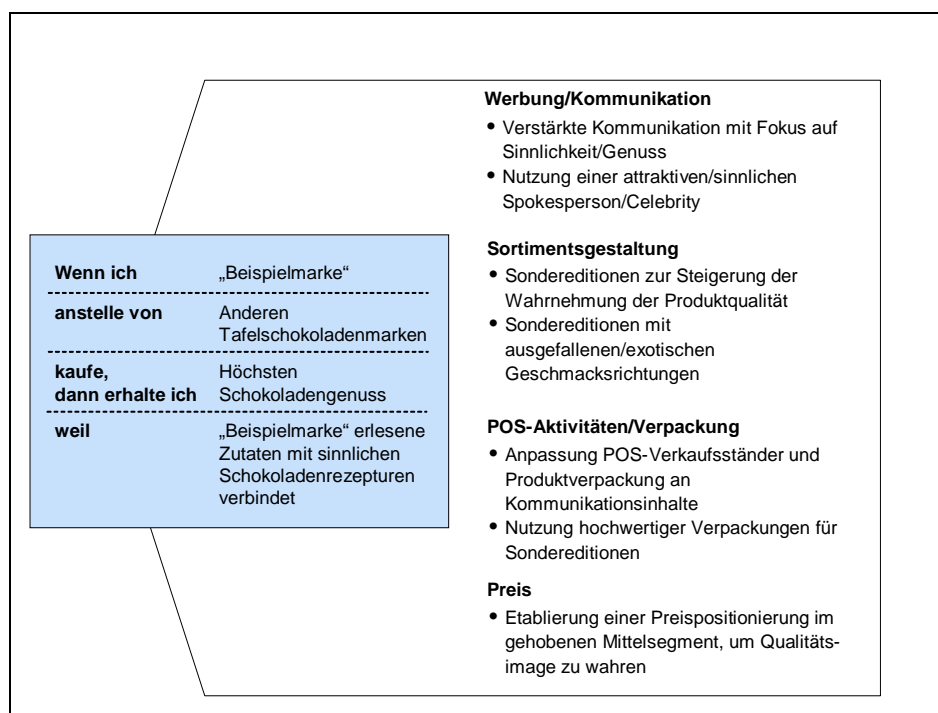 Werbung/Kommunikation
• Verstärkte Kommunikation mit Fokus auf
Sinnlichkeit/Genuss
• Nutzung einer attraktiven/sinnlichen
Spokesperson/Celebrity
Wenn ich „Beispielmarke“
anstelle von Anderen
Tafelschokoladenmarken
kaufe, Höchsten
dann erhalte ich Schokoladengenuss
weil „Beispielmarke“ erlesene
Zutaten mit sinnlichen
Schokoladenrezepturen
verbindet
Sortimentsgestaltung
• Sondereditionen zur Steigerung der
Wahrnehmung der Produktqualität
• Sondereditionen mit
ausgefallenen/exotischen
Geschmacksrichtungen
POS-Aktivitäten/Verpackung
• Anpassung POS-Verkaufsständer und
Produktverpackung an
Kommunikationsinhalte
• Nutzung hochwertiger Verpackungen für
Sondereditionen
Preis
• Etablierung einer Preispositionierung im
gehobenen Mittelsegment, um Qualitäts-
image zu wahren